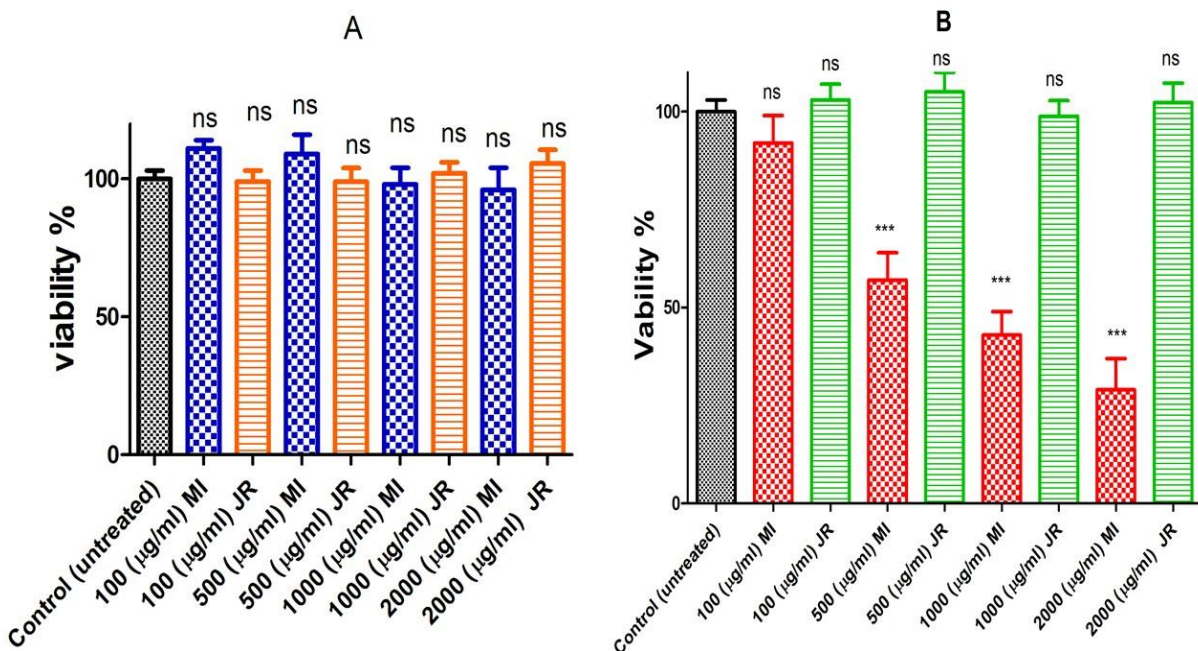 A
viability %
100
50
0
ns
ns
ns
ns
ns
ns
ns
ns
Control (untreated)
100 (μg/ml) MI
100 (μg/ml) JR
500 (μg/ml) MI
500 (μg/ml) JR
1000 (μg/ml) MI
1000 (μg/ml) JR
2000 (μg/ml) MI
2000 (μg/ml) JR
B
Vability %
100
50
0
ns
ns
***
ns
***
ns
***
ns
Control (untreated)
100 (μg/ml) MI
100 (μg/ml) JR
500 (μg/ml) MI
500 (μg/ml) JR
1000 (μg/ml) MI
1000 (μg/ml) JR
2000 (μg/ml) MI
2000 (μg/ml) JR